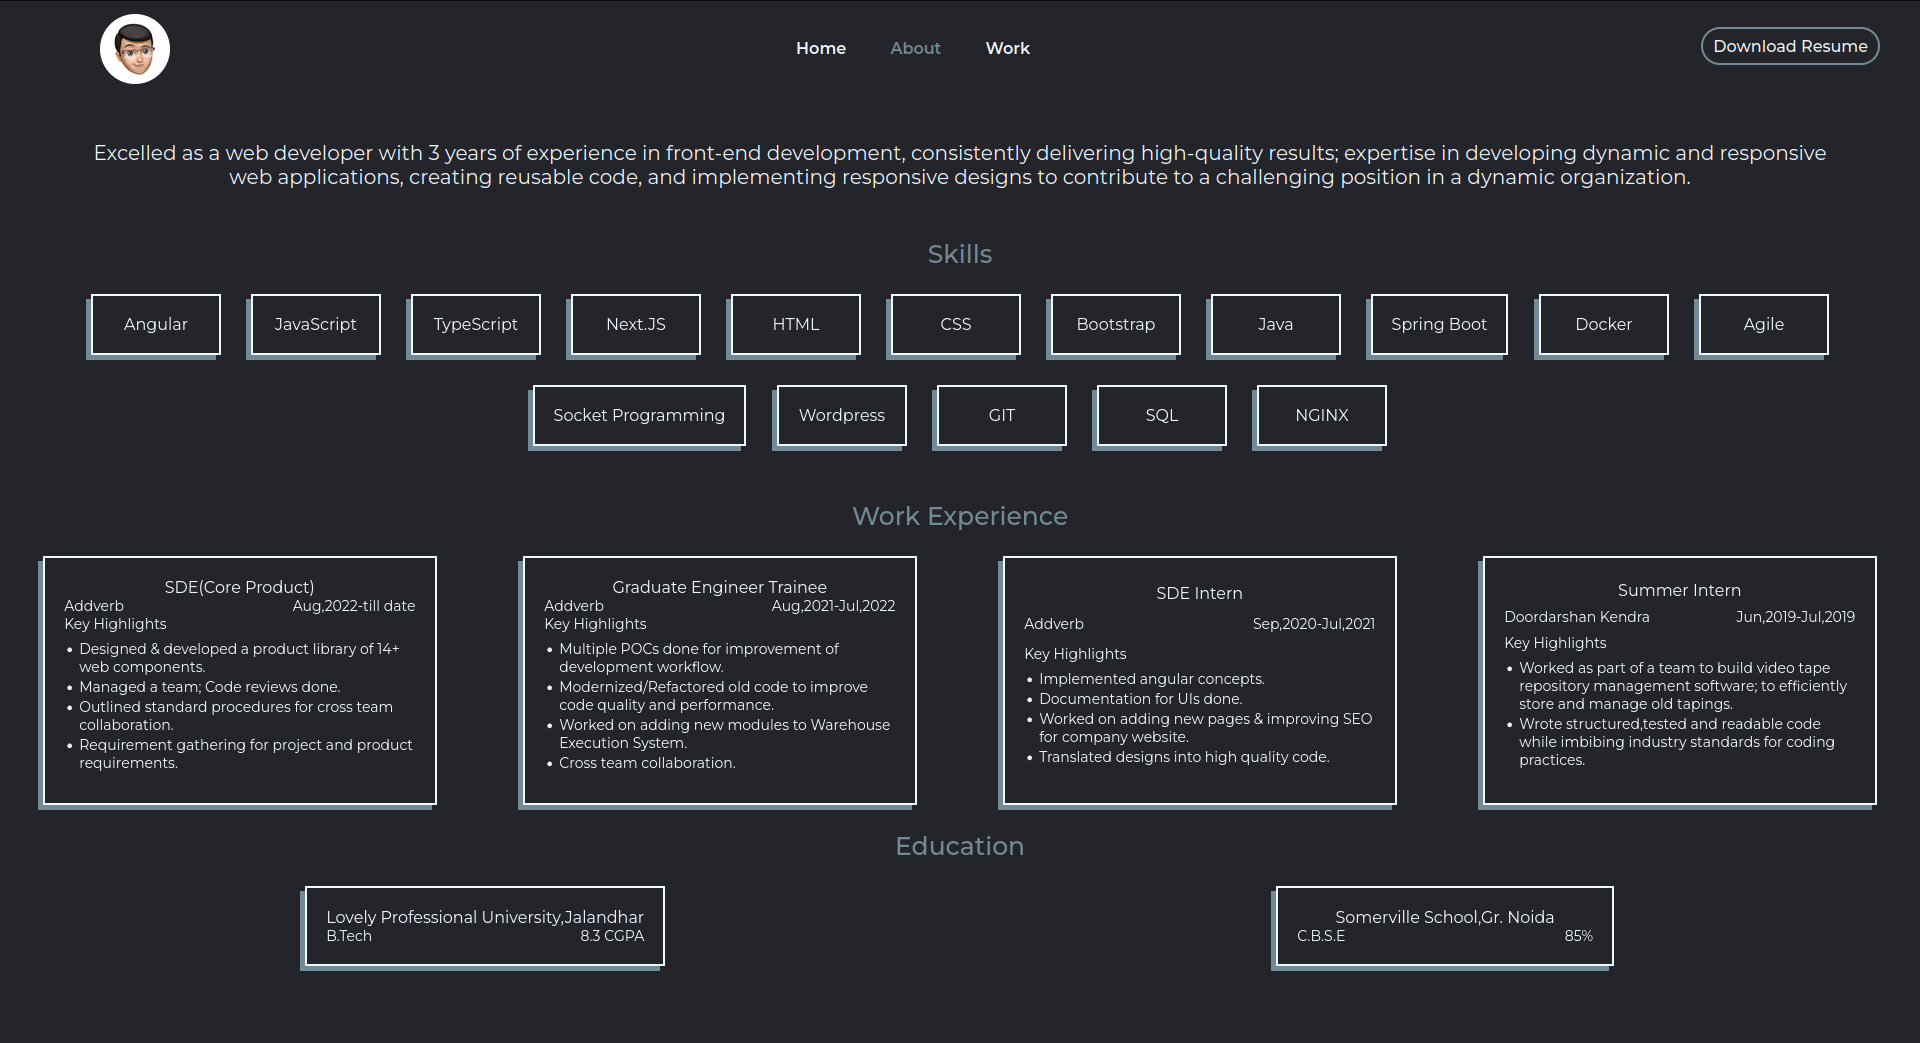 Home About Work Download Resume
Excelled as a web developer with 3 years of experience in front-end development, consistently delivering high-quality results; expertise in developing dynamic and responsive
web applications, creating reusable code, and implementing responsive designs to contribute to a challenging position in a dynamic organization.
Skills
Angular JavaScript TypeScript Next.JS HTML CSS Bootstrap Java Spring Boot Docker Agile
Socket Programming Wordpress GIT SQL NGINX
Work Experience
SDE(Core Product)
Addverb Aug,2022-till date
Key Highlights
• Designed & developed a product library of 14+
web components.
• Managed a team; Code reviews done.
• Outlined standard procedures for cross team
collaboration.
• Requirement gathering for project and product
requirements.
Graduate Engineer Trainee
Addverb Aug,2021-Jul,2022
Key Highlights
• Multiple POCs done for improvement of
development workflow.
• Modernized/Refactored old code to improve
code quality and performance.
• Worked on adding new modules to Warehouse
Execution System.
• Cross team collaboration.
SDE Intern
Addverb Sep,2020-Jul,2021
Key Highlights
• Implemented angular concepts.
• Documentation for UIs done.
• Worked on adding new pages & improving SEO
for company website.
• Translated designs into high quality code.
Summer Intern
Doordarshan Kendra Jun,2019-Jul,2019
Key Highlights
• Worked as part of a team to build video tape
repository management software; to efficiently
store and manage old tapings.
• Wrote structured,tested and readable code
while imbibing industry standards for coding
practices.
Education
Lovely Professional University,Jalandhar
B.Tech 8.3 CGPA
Somerville School,Gr. Noida
C.B.S.E 85%